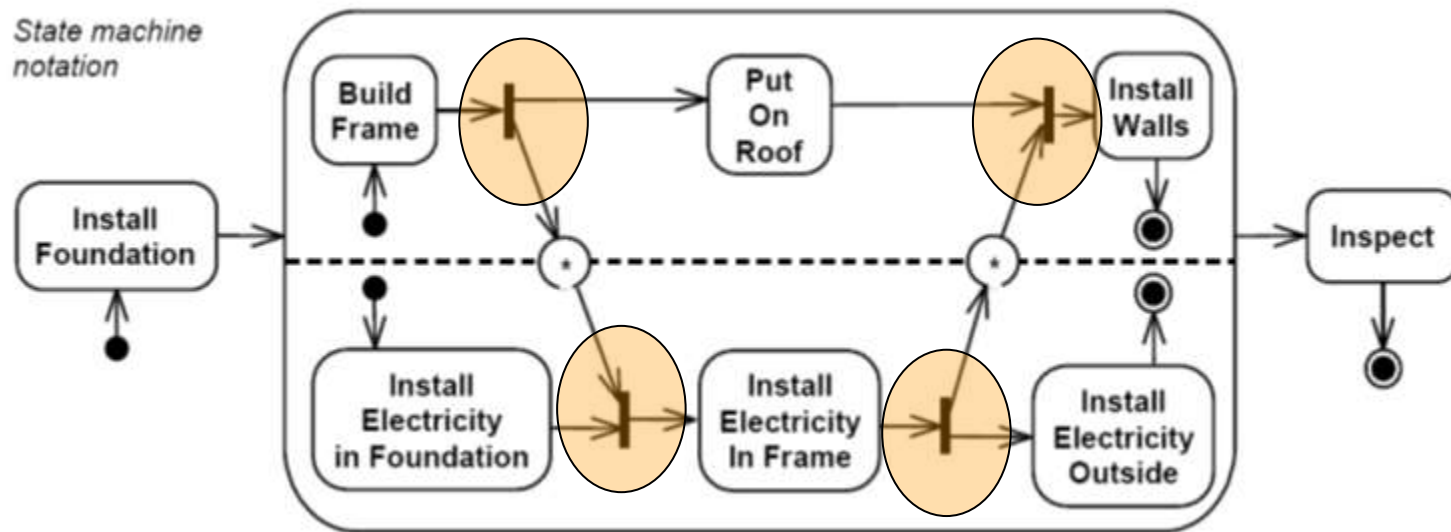 State machine
notation
Build
Frame
Put
On
Roof
Install
Walls
Install
Foundation
*
*
Inspect
Install
Electricity
in Foundation
Install
Electricity
In Frame
Install
Electricity
Outside